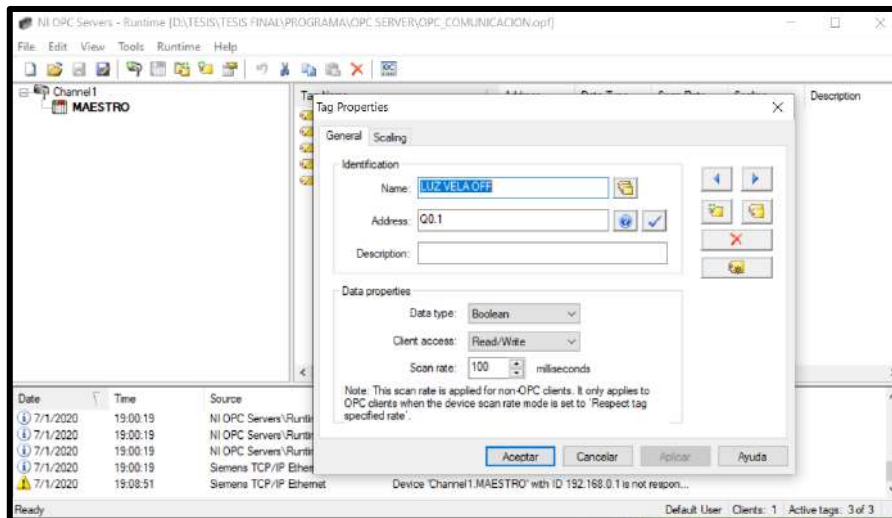 NI OPC Servers - Runtime [D:\TESIS\TESIS FINAL\PROGRAMA\OPC SERVER\OPC_COMUNICACION.opf]
File Edit View Tools Runtime Help
Channel1
MAESTRO
Description
Tag Properties
General Scaling
Identification
Name: LUZ VELA OFF
Address: Q0.1
Description:
Data properties
Data type: Boolean
Client access: Read/Write
Scan rate: 100 milliseconds
Note: This scan rate is applied for non-OPC clients. It only applies to
OPC clients when the device scan rate mode is set to 'Respect tag
specified rate'.
Aceptar Cancelar Aplicar Ayuda
Date Time Source
7/1/2020 19:00:19 NI OPC Servers\Runtim
7/1/2020 19:00:19 NI OPC Servers\Runtim
7/1/2020 19:00:19 NI OPC Servers\Runtim
7/1/2020 19:00:19 Siemens TCP/IP Ether
7/1/2020 19:08:51 Siemens TCP/IP Ethernet Device 'Channel1.MAESTRO' with ID 192.168.0.1 is not respon...
Ready Default User Clients: 1 Active tags: 3 of 3